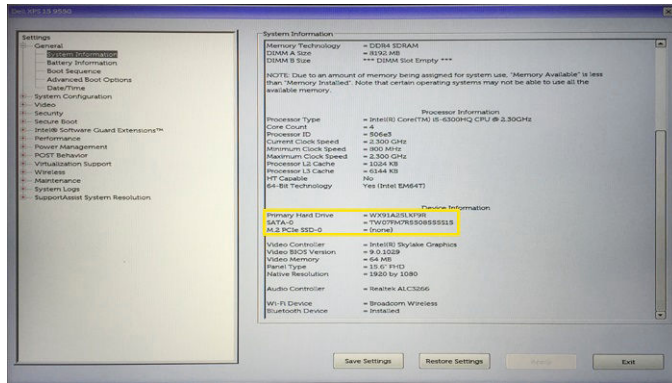 Dell XPS 15 9550
Settings
General
System Information
Battery Information
Boot Sequence
Advanced Boot Options
Date/Time
System Configuration
Video
Security
Secure Boot
Intel® Software Guard Extensions™
Performance
Power Management
POST Behavior
Virtualization Support
Wireless
Maintenance
System Logs
SupportAssist System Resolution
System Information
Memory Technology = DDR4 SDRAM
DIMM A Size = 8192 MB
DIMM B Size *** DIMM Slot Empty ***
NOTE: Due to an amount of memory being assigned for system use, "Memory Available" is less
than "Memory Installed". Note that certain operating systems may not be able to use all the
available memory.
Processor Information
Processor Type = Intel(R) Core(TM) i5-6300HQ CPU @ 2.30GHz
Core Count = 4
Processor ID = 506e3
Current Clock Speed = 2.300 GHz
Minimum Clock Speed = 800 MHz
Maximum Clock Speed = 2.300 GHz
Processor L2 Cache = 1024 KB
Processor L3 Cache = 6144 KB
HT Capable No
64-Bit Technology Yes (Intel EM64T)
Device Information
Primary Hard Drive
SATA-0
M.2 PCIe SSD-0 = (none)
Video Controller = Intel(R) Skylake Graphics
Video BIOS Version = 9.0.1029
Video Memory = 64 MB
Panel Type = 15.6" FHD
Native Resolution = 1920 by 1080
Audio Controller = Realtek ALC3266
Wi-Fi Device = Broadcom Wireless
Bluetooth Device = Installed
Save Settings
Restore Settings
Apply
Exit